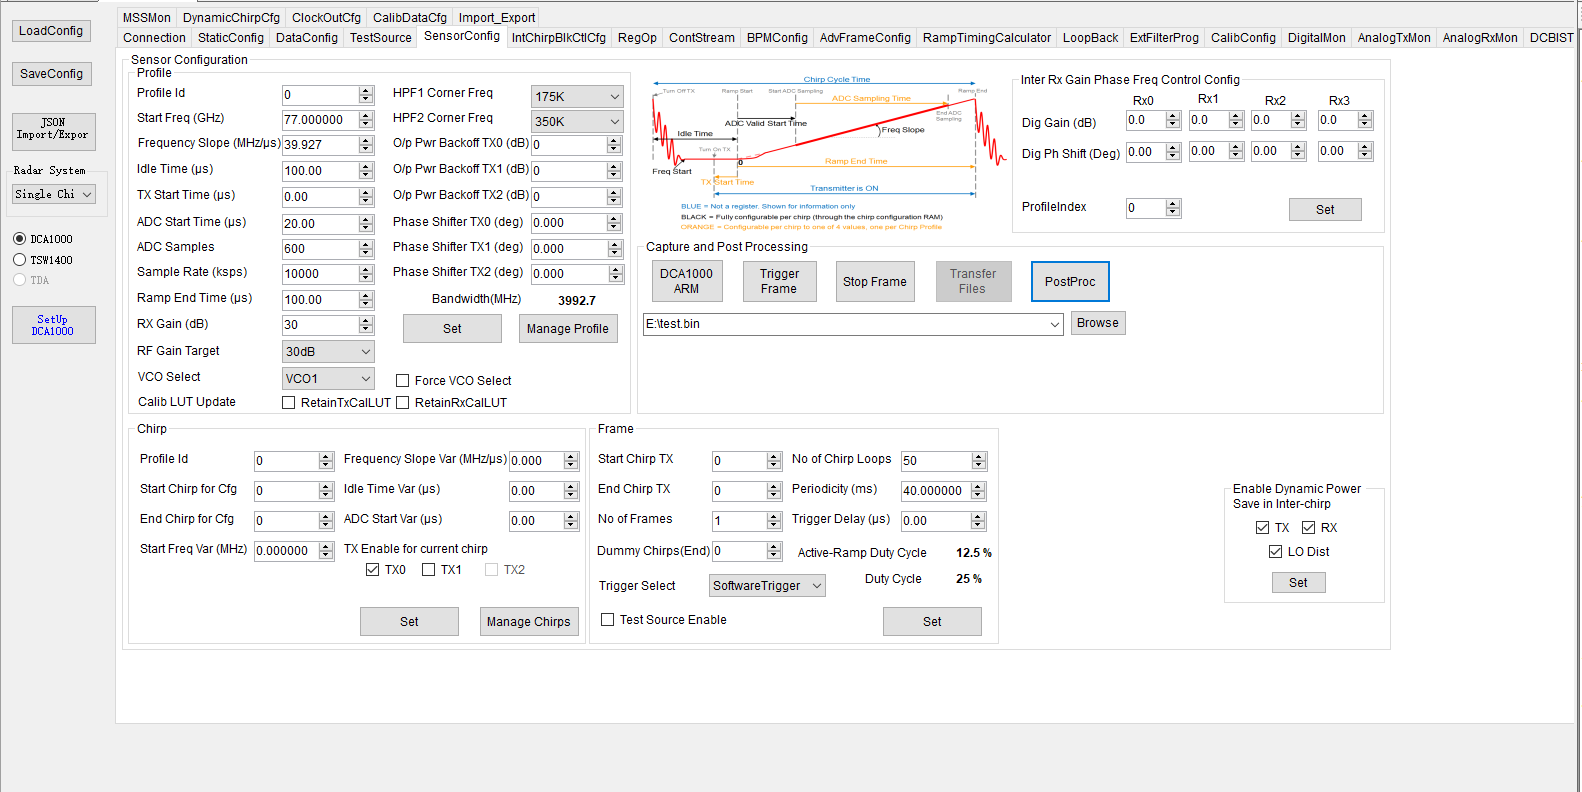 MSSMon DynamicChirpCfg ClockOutCfg CalibDataCfg Import_Export
Connection StaticConfig DataConfig TestSource SensorConfig IntChirpBlkCtlCfg RegOp ContStream BPMConfig AdvFrameConfig RampTimingCalculator LoopBack ExtFilterProg CalibConfig DigitalMon AnalogTxMon AnalogRxMon DCBIST
LoadConfig
SaveConfig
JSON
Import/Expor
Radar System
Single Chi
DCA1000
TSW1400
TDA
SetUp
DCA1000
Sensor Configuration
Profile
Profile Id 0
Start Freq (GHz) 77.000000
Frequency Slope (MHz/µs) 39.927
Idle Time (µs) 100.00
TX Start Time (µs) 0.00
ADC Start Time (µs) 20.00
ADC Samples 600
Sample Rate (ksps) 10000
Ramp End Time (µs) 100.00
RX Gain (dB) 30
RF Gain Target 30dB
VCO Select VCO1
Calib LUT Update RetainTxCalLUT RetainRxCalLUT
HPF1 Corner Freq 175K
HPF2 Corner Freq 350K
O/p Pwr Backoff TX0 (dB) 0
O/p Pwr Backoff TX1 (dB) 0
O/p Pwr Backoff TX2 (dB) 0
Phase Shifter TX0 (deg) 0.000
Phase Shifter TX1 (deg) 0.000
Phase Shifter TX2 (deg) 0.000
Bandwidth(MHz) 3992.7
Set Manage Profile
Force VCO Select
Chirp Cycle Time
Turn Off TX Ramp Start Start ADC Sampling Ramp End
ADC Sampling Time
End ADC
Sampling
ADC Valid Start Time
Freq Slope
Idle Time
Turn On TX
0
Ramp End Time
Freq Start
TX Start Time
Transmitter is ON
BLUE = Not a register. Shown for information only
BLACK = Fully configurable per chirp (through the chirp configuration RAM)
ORANGE = Configurable per chirp to one of 4 values, one per Chirp Profile
Inter Rx Gain Phase Freq Control Config
Rx0 Rx1 Rx2 Rx3
Dig Gain (dB) 0.0 0.0 0.0 0.0
Dig Ph Shift (Deg) 0.00 0.00 0.00 0.00
ProfileIndex 0 Set
Capture and Post Processing
DCA1000
ARM
Trigger
Frame
Stop Frame
Transfer
Files
PostProc
E:\test.bin Browse
Chirp
Profile Id 0 Frequency Slope Var (MHz/µs) 0.000
Start Chirp for Cfg 0 Idle Time Var (µs) 0.00
End Chirp for Cfg 0 ADC Start Var (µs) 0.00
Start Freq Var (MHz) 0.000000 TX Enable for current chirp
TX0 TX1 TX2
Set Manage Chirps
Frame
Start Chirp TX 0 No of Chirp Loops 50
End Chirp TX 0 Periodicity (ms) 40.000000
No of Frames 1 Trigger Delay (µs) 0.00
Dummy Chirps(End) 0 Active-Ramp Duty Cycle 12.5 %
Duty Cycle 25 %
Trigger Select SoftwareTrigger
Test Source Enable Set
Enable Dynamic Power
Save in Inter-chirp
TX RX
LO Dist
Set